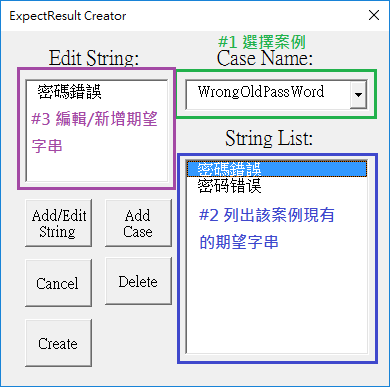 ExpectResult Creator
#1 選擇案例
Edit String:
Case Name:
密碼錯誤
#3 編輯/新增期望
字串
WrongOldPassWord
String List:
密碼錯誤
密码错误
#2 列出該案例現有
的期望字串
Add/Edit
String
Add
Case
Cancel
Delete
Create